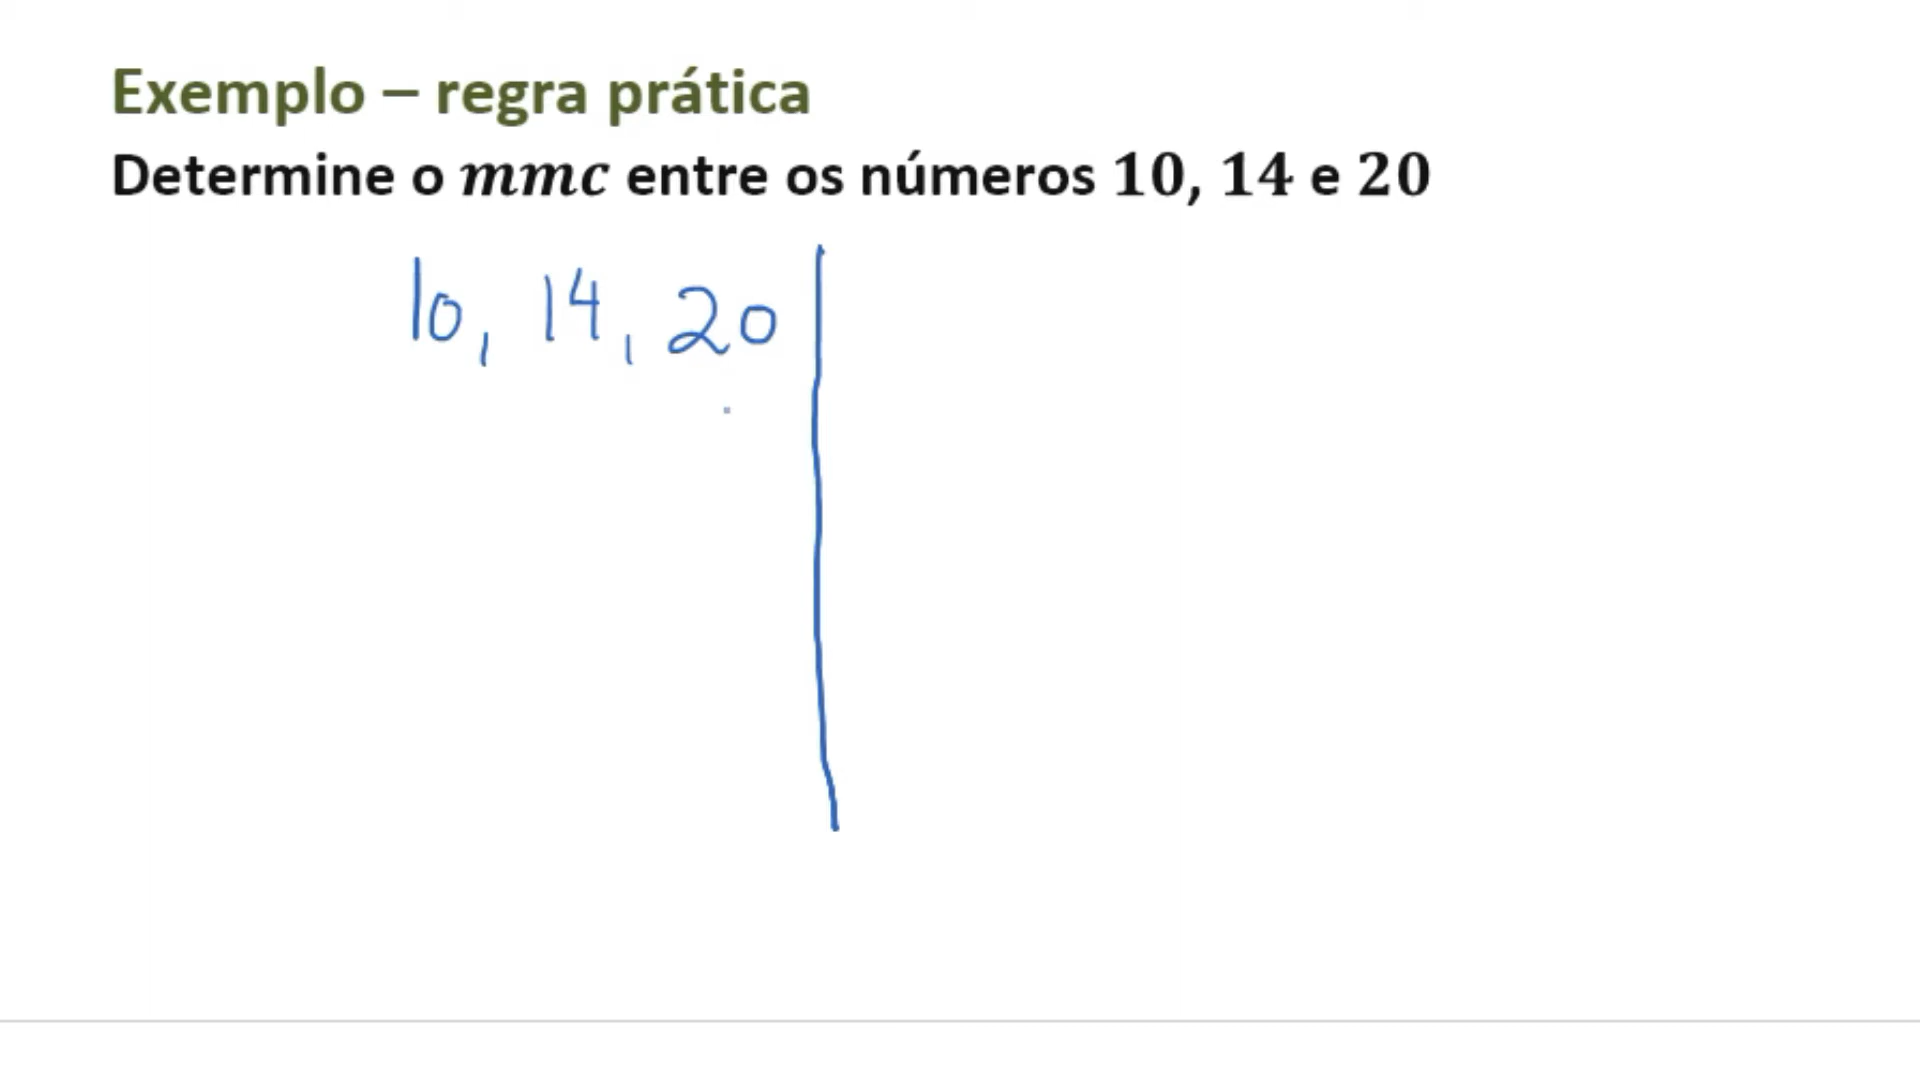 Exemplo – regra prática
Determine o mmc entre os números 10, 14 e 20
10, 14, 20